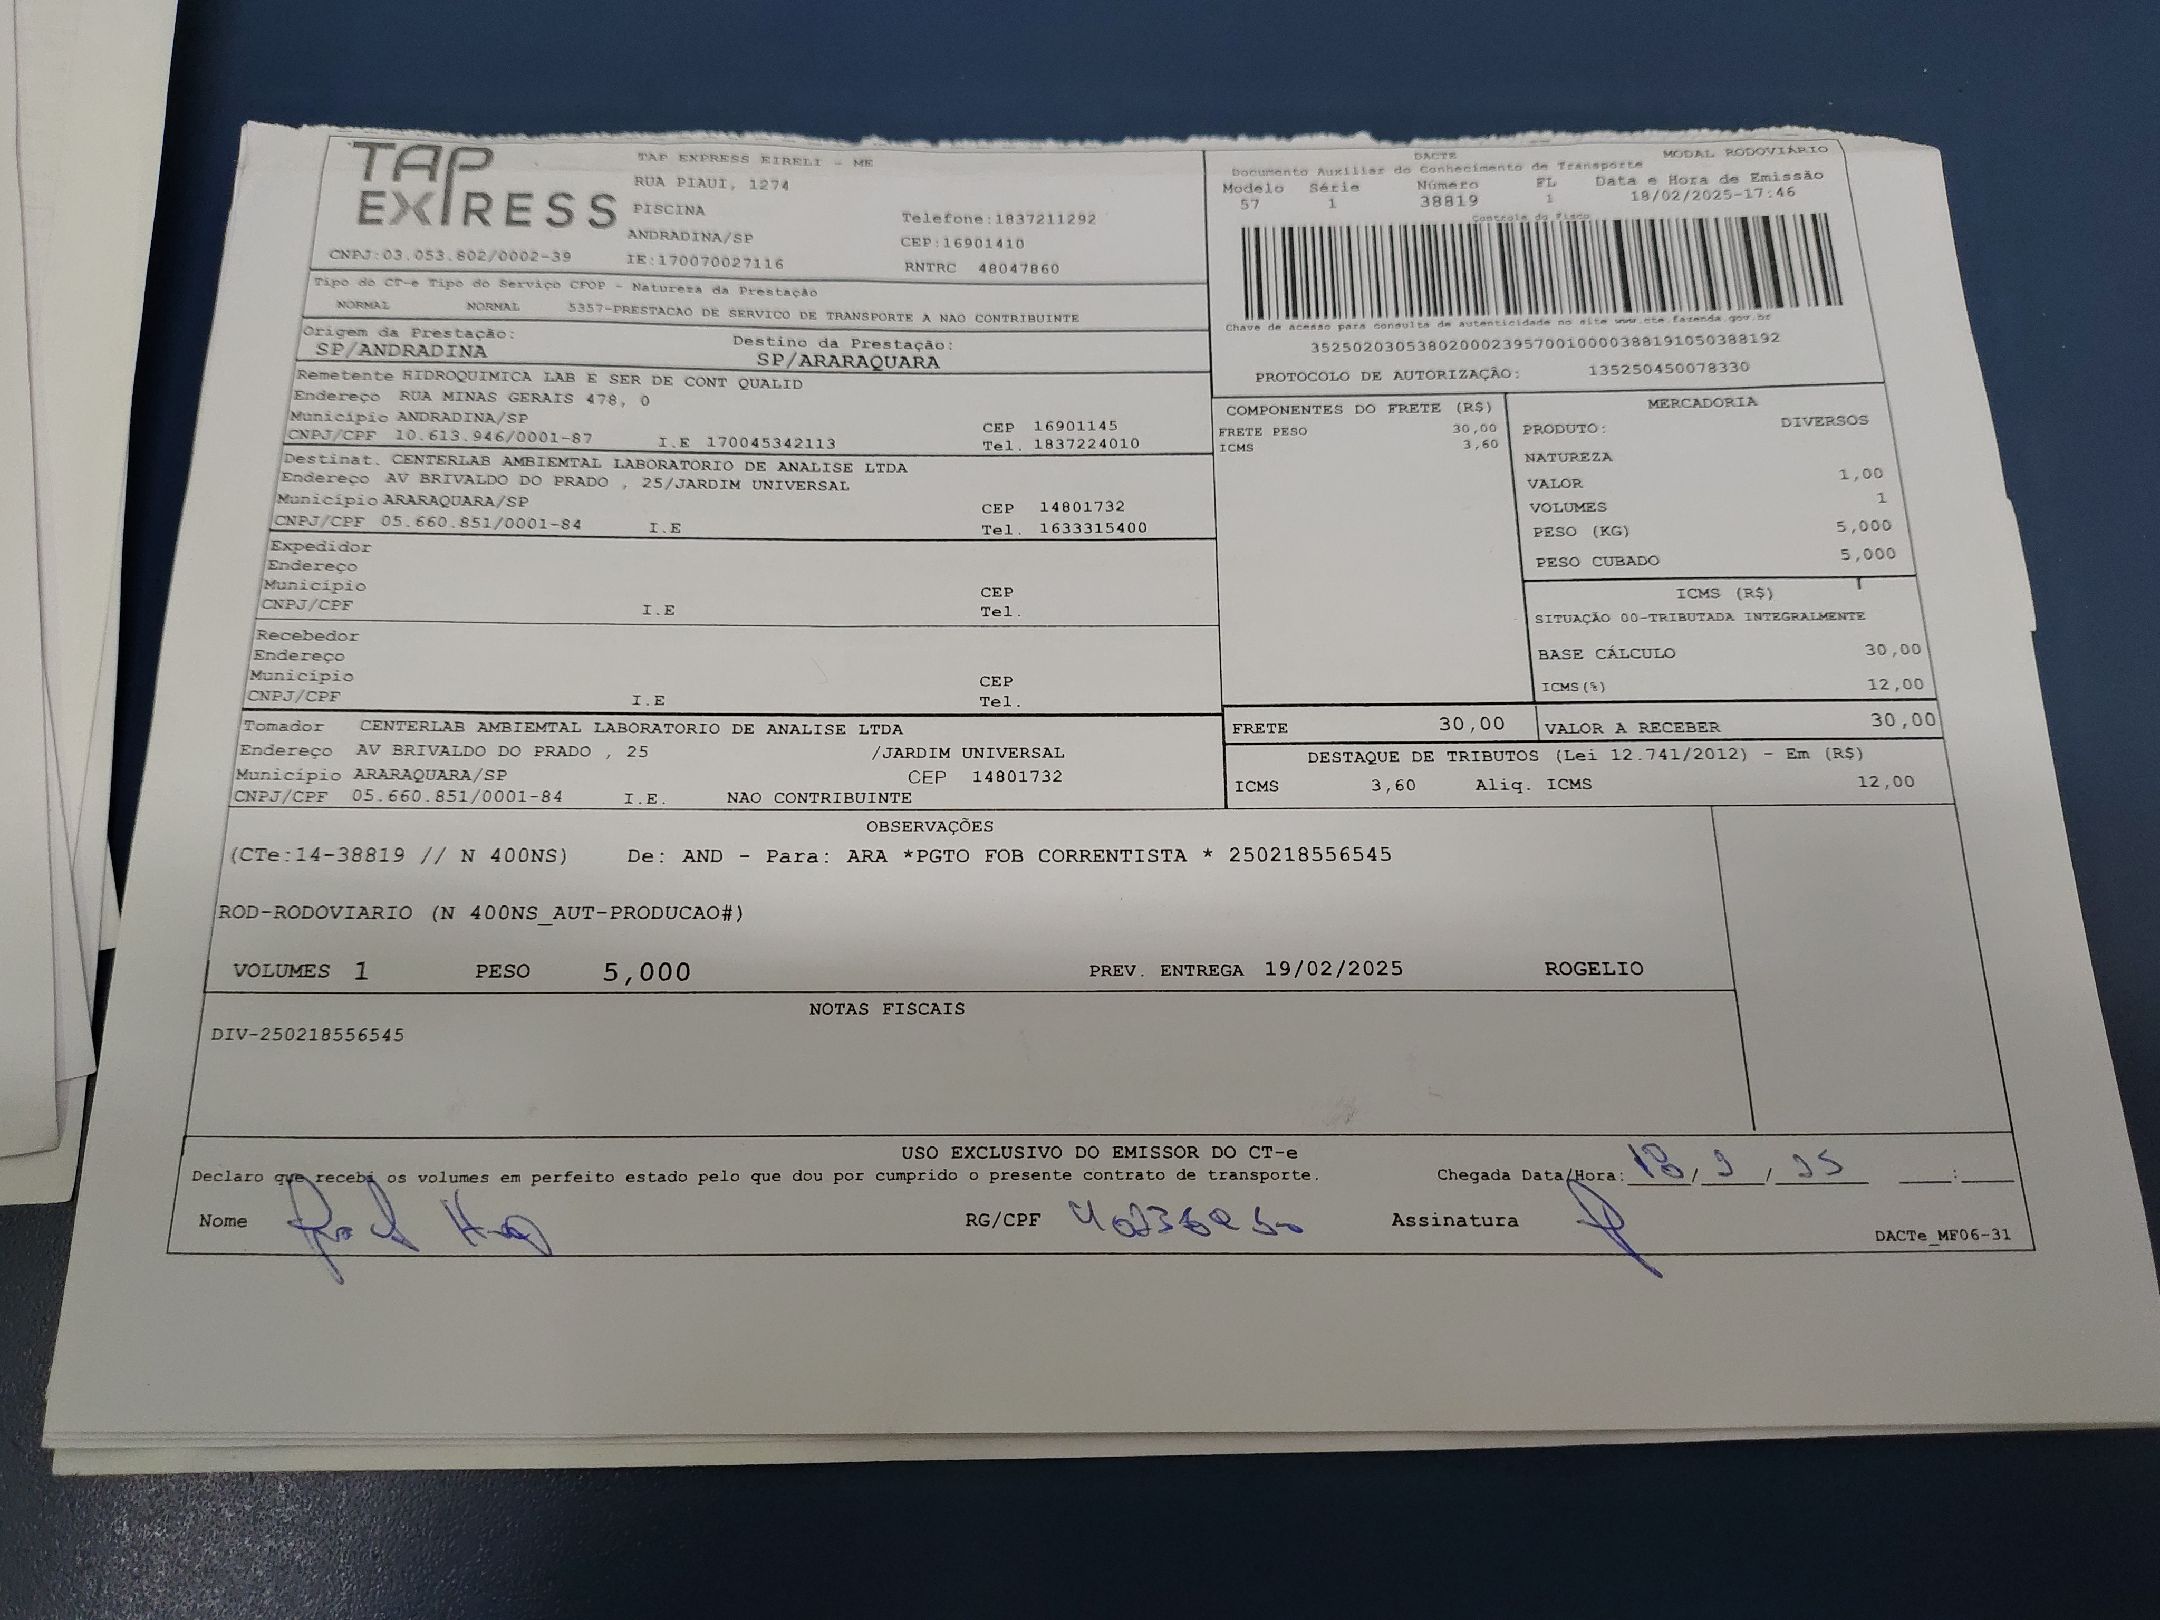 TAP EXPRESS
TAP EXPRESS EIRELI - ME
RUA PIAUI, 1274
PISCINA
ANDRADINA/SP
Telefone:1837211292
CEP:16901410
CNPJ:03.053.802/0002-39
IE:170070027116
RNTRC 48047860
DACTE MODAL RODOVIÁRIO
Documento Auxiliar do Conhecimento de Transporte
Modelo Série Número FL Data e Hora de Emissão
57 1 38819 1 18/02/2025-17:46
Controle do Fisco
Chave de acesso para consulta de autenticidade no site www.cte.fazenda.gov.br
35250203053802000239570010000388191050388192
PROTOCOLO DE AUTORIZAÇÃO: 135250450078330
Tipo do CT-e Tipo do Serviço CFOP - Natureza da Prestação
NORMAL NORMAL 5357-PRESTACAO DE SERVICO DE TRANSPORTE A NAO CONTRIBUINTE
Origem da Prestação: Destino da Prestação:
SP/ANDRADINA SP/ARARAQUARA
Remetente HIDROQUIMICA LAB E SER DE CONT QUALID
Endereço RUA MINAS GERAIS 478, 0
Município ANDRADINA/SP CEP 16901145
CNPJ/CPF 10.613.946/0001-87 I.E 170045342113 Tel. 1837224010
Destinat. CENTERLAB AMBIEMTAL LABORATORIO DE ANALISE LTDA
Endereço AV BRIVALDO DO PRADO , 25/JARDIM UNIVERSAL
Município ARARAQUARA/SP CEP 14801732
CNPJ/CPF 05.660.851/0001-84 I.E Tel. 1633315400
Expedidor
Endereço
Município CEP
CNPJ/CPF I.E Tel.
Recebedor
Endereço
Município CEP
CNPJ/CPF I.E Tel.
Tomador CENTERLAB AMBIEMTAL LABORATORIO DE ANALISE LTDA
Endereço AV BRIVALDO DO PRADO , 25 /JARDIM UNIVERSAL
Município ARARAQUARA/SP CEP 14801732
CNPJ/CPF 05.660.851/0001-84 I.E. NAO CONTRIBUINTE
COMPONENTES DO FRETE (R$)
FRETE PESO 30,00
ICMS 3,60
MERCADORIA
PRODUTO: DIVERSOS
NATUREZA
VALOR 1,00
VOLUMES 1
PESO (KG) 5,000
PESO CUBADO 5,000
ICMS (R$)
SITUAÇÃO 00-TRIBUTADA INTEGRALMENTE
BASE CÁLCULO 30,00
ICMS(%) 12,00
FRETE 30,00 VALOR A RECEBER 30,00
DESTAQUE DE TRIBUTOS (Lei 12.741/2012) - Em (R$)
ICMS 3,60 Aliq. ICMS 12,00
OBSERVAÇÕES
(CTe:14-38819 // N 400NS) De: AND - Para: ARA *PGTO FOB CORRENTISTA * 250218556545
ROD-RODOVIARIO (N 400NS_AUT-PRODUCAO#)
VOLUMES 1 PESO 5,000 PREV. ENTREGA 19/02/2025 ROGELIO
NOTAS FISCAIS
DIV-250218556545
USO EXCLUSIVO DO EMISSOR DO CT-e
Declaro que recebi os volumes em perfeito estado pelo que dou por cumprido o presente contrato de transporte. Chegada Data/Hora:
Nome RG/CPF Assinatura DACTe_MF06-31